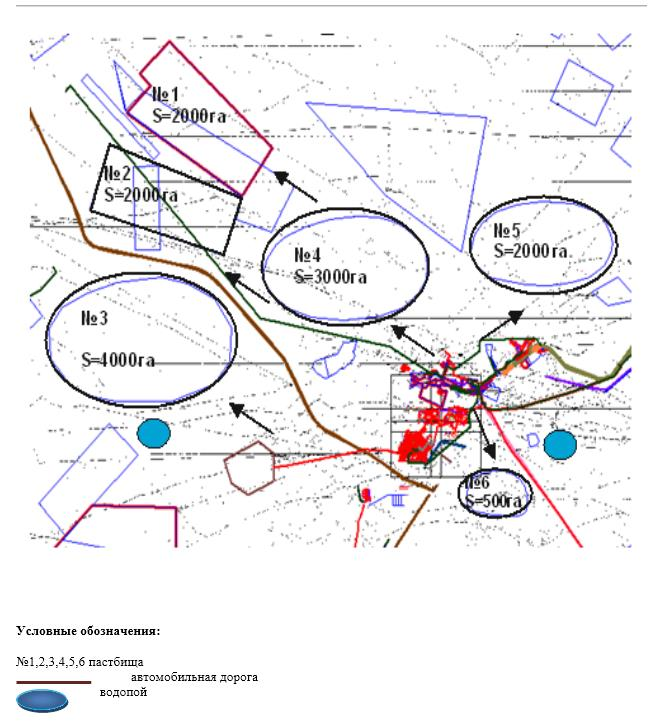 №1
S=2000га
№2
S=2000га
№5
S=2000га
№4
S=3000га
№3
S=4000га
№6
S=500га
Условные обозначения:
№1,2,3,4,5,6 пастбища
автомобильная дорога
водопой